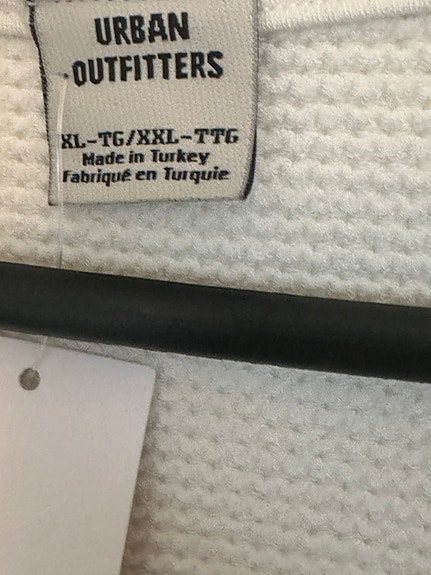 URBAN
OUTFITTERS
XL-TG/XXL-TTG
Made in Turkey
Fabriqué en Turquie